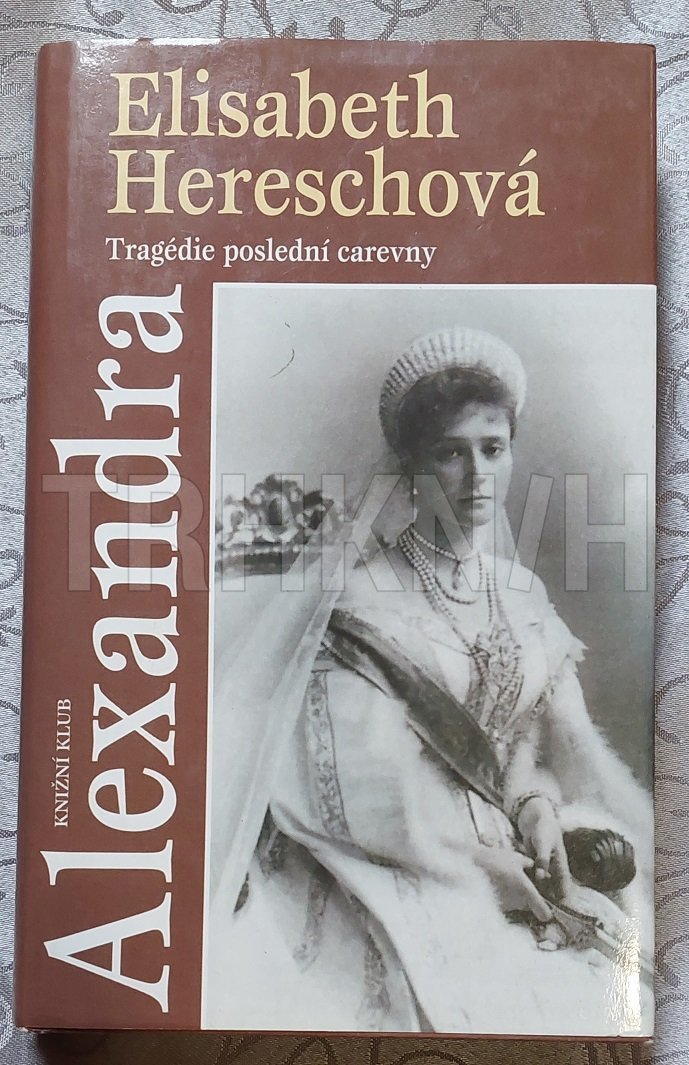 Elisabeth
Hereschová
Tragédie poslední carevny
Alexandra
KNIŽNÍ KLUB
TRHKNIH